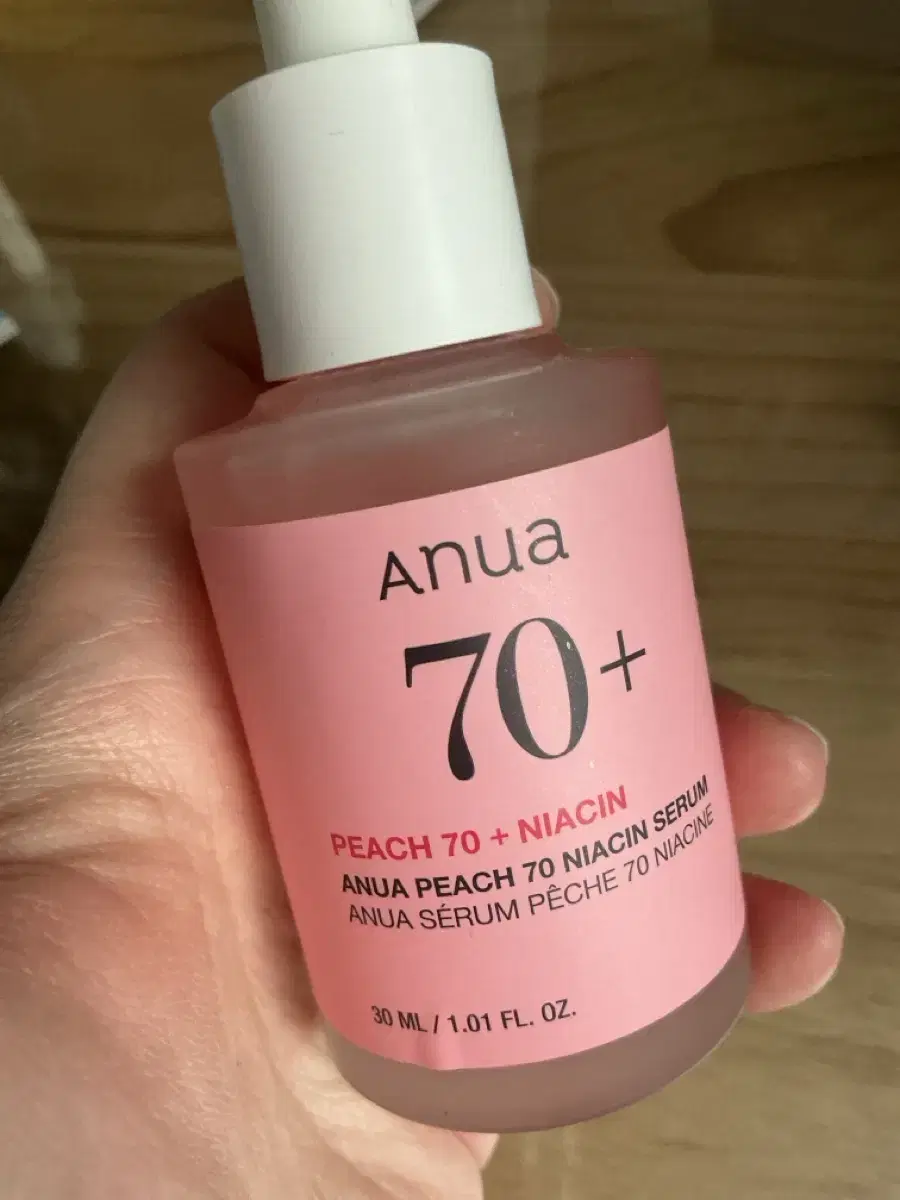 Anua
70+
PEACH 70 + NIACIN
ANUA PEACH 70 NIACIN SERUM
ANUA SÉRUM PÊCHE 70 NIACINE
30 ML / 1.01 FL. OZ.